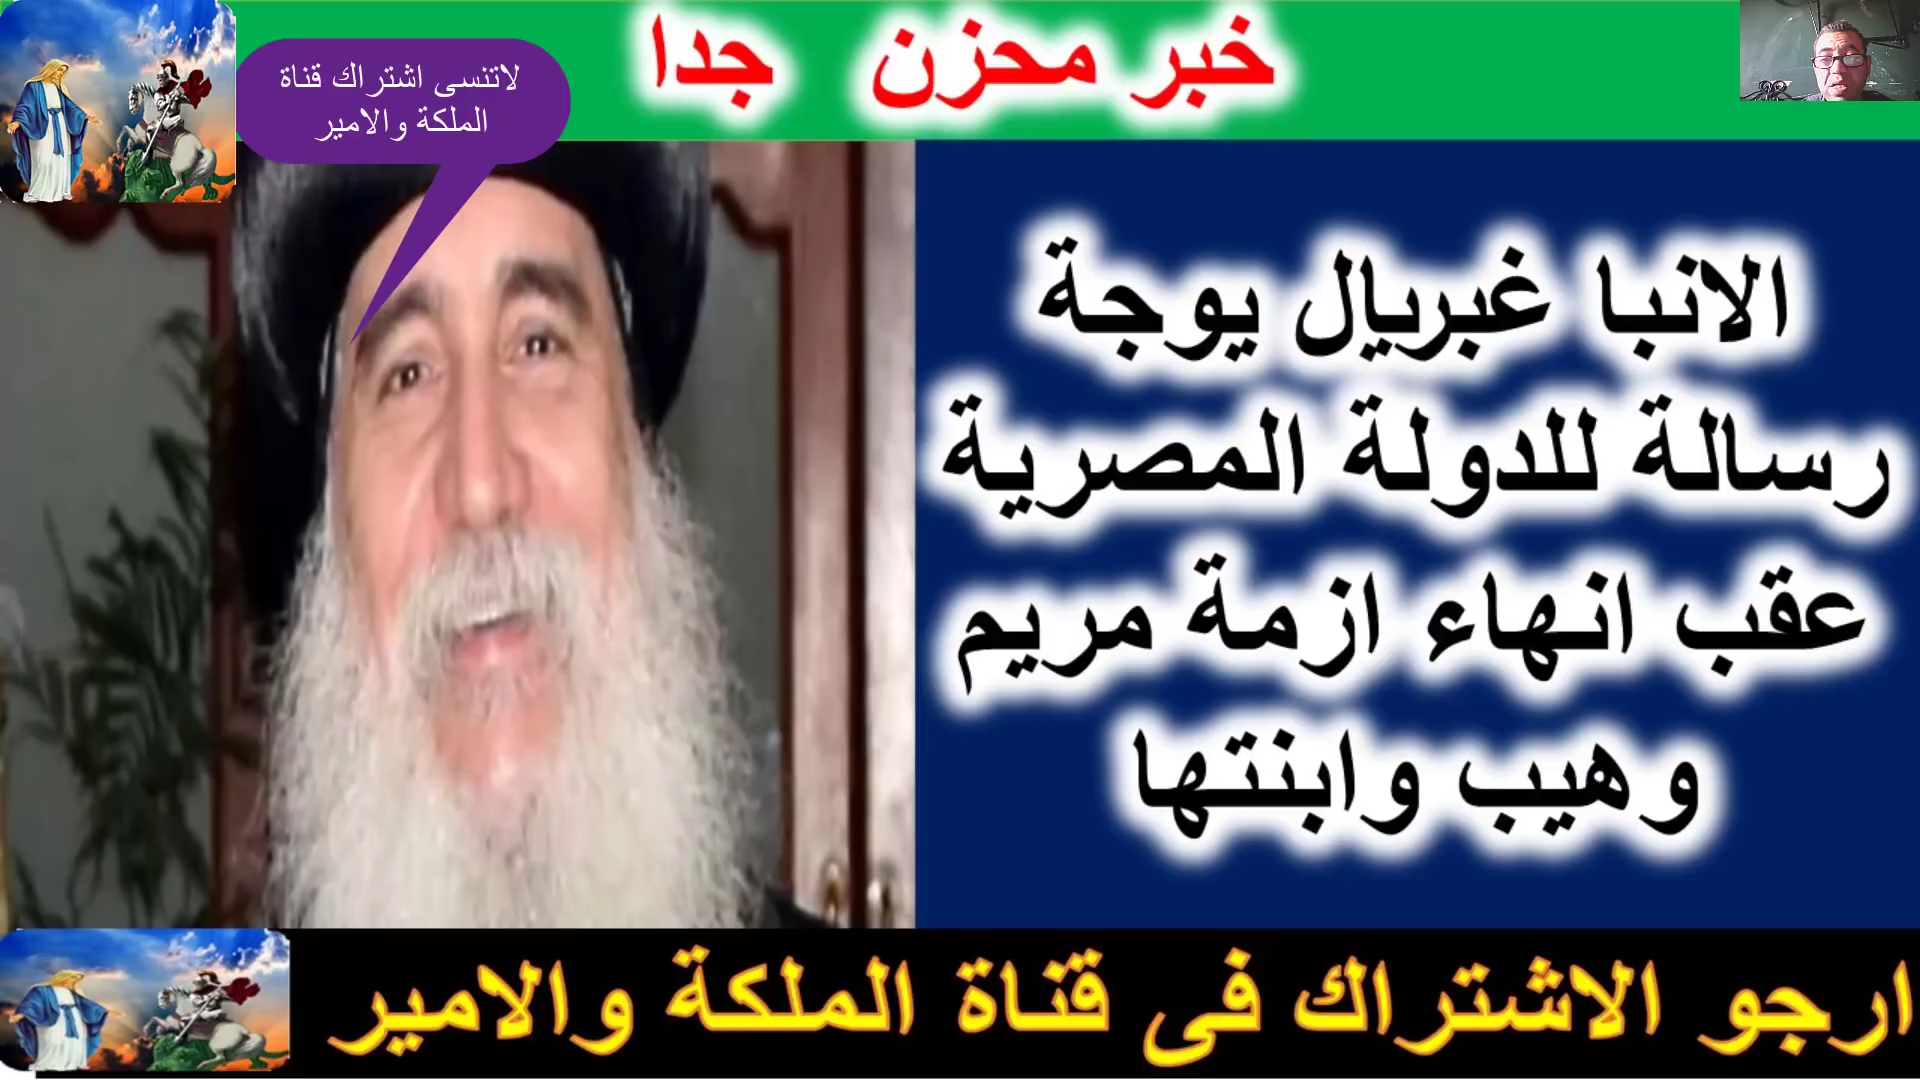 خبر محزن جدا
لاتنسى اشتراك قناة
الملكة والامير
الانبا غبريال يوجة
رسالة للدولة المصرية
عقب انهاء ازمة مريم
وهيب وابنتها
ارجو الاشتراك فى قناة الملكة والامير